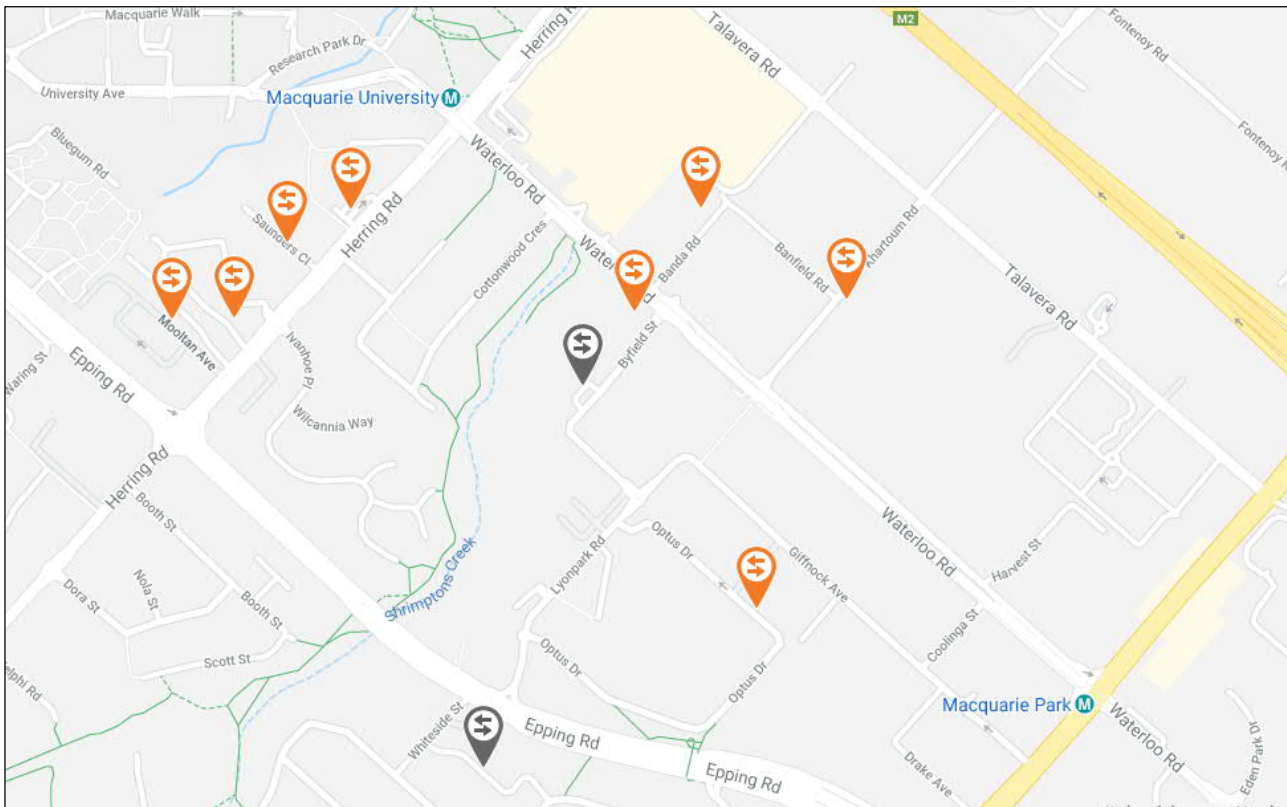 Macquarie Walk
Herring Rd
Talavera Rd
M2
Fontenoy Rd
Research Park Dr
University Ave
Macquarie University M
Fontenoy R
Bluegum Rd
Waterloo Rd
Saunders Cl
Herring Rd
Cottonwood Cres
Khartoum Rd
Banda Rd
Banfield Rd
Talavera Rd
Mooltan Ave
Ivanhoe Pl
Byfield St
Waring St
Epping Rd
Wilcannia Way
Herring Rd
Booth St
Waterloo Rd
Optus Dr
Giffnock Ave
Harvest St
Lyonpark Rd
Shrimptons Creek
Nola St
Dora St
Booth St
Coolinga St
Scott St
Optus Dr
Optus Dr
Macquarie Park M
Whiteside St
Epping Rd
Waterloo Rd
Epping Rd
Drake Ave
Eden Park Dr